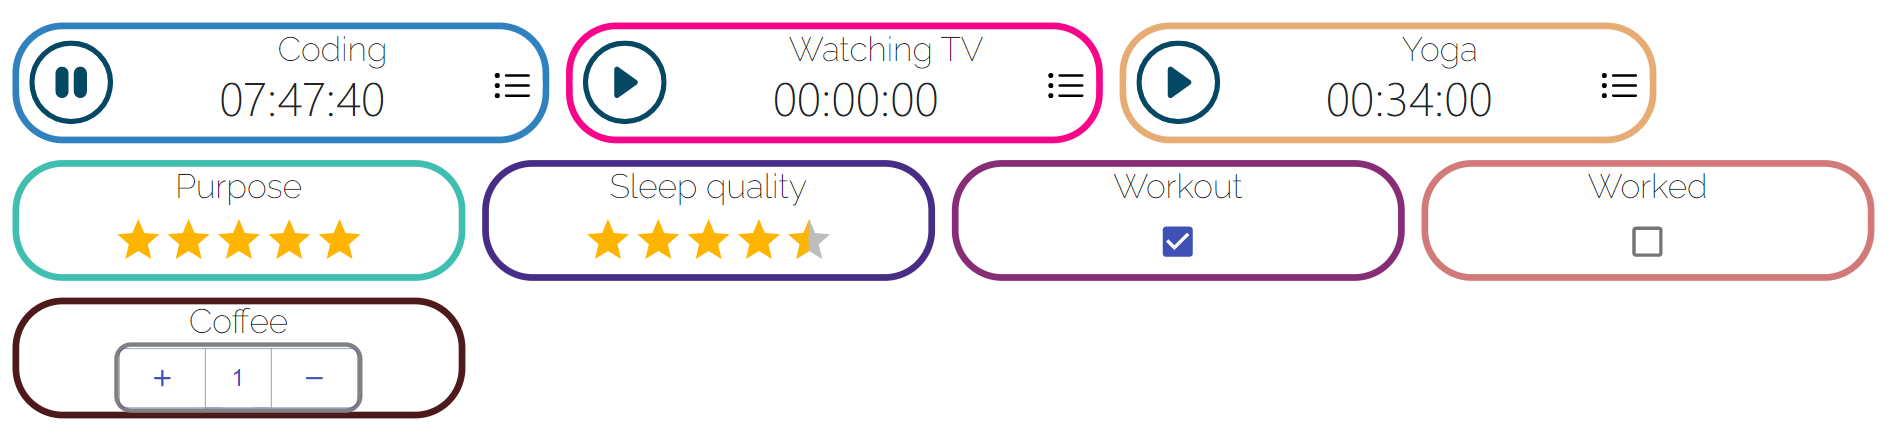 Coding
07:47:40
Watching TV
00:00:00
Yoga
00:34:00
Purpose
Sleep quality
Workout
Worked
Coffee
+ 1 −